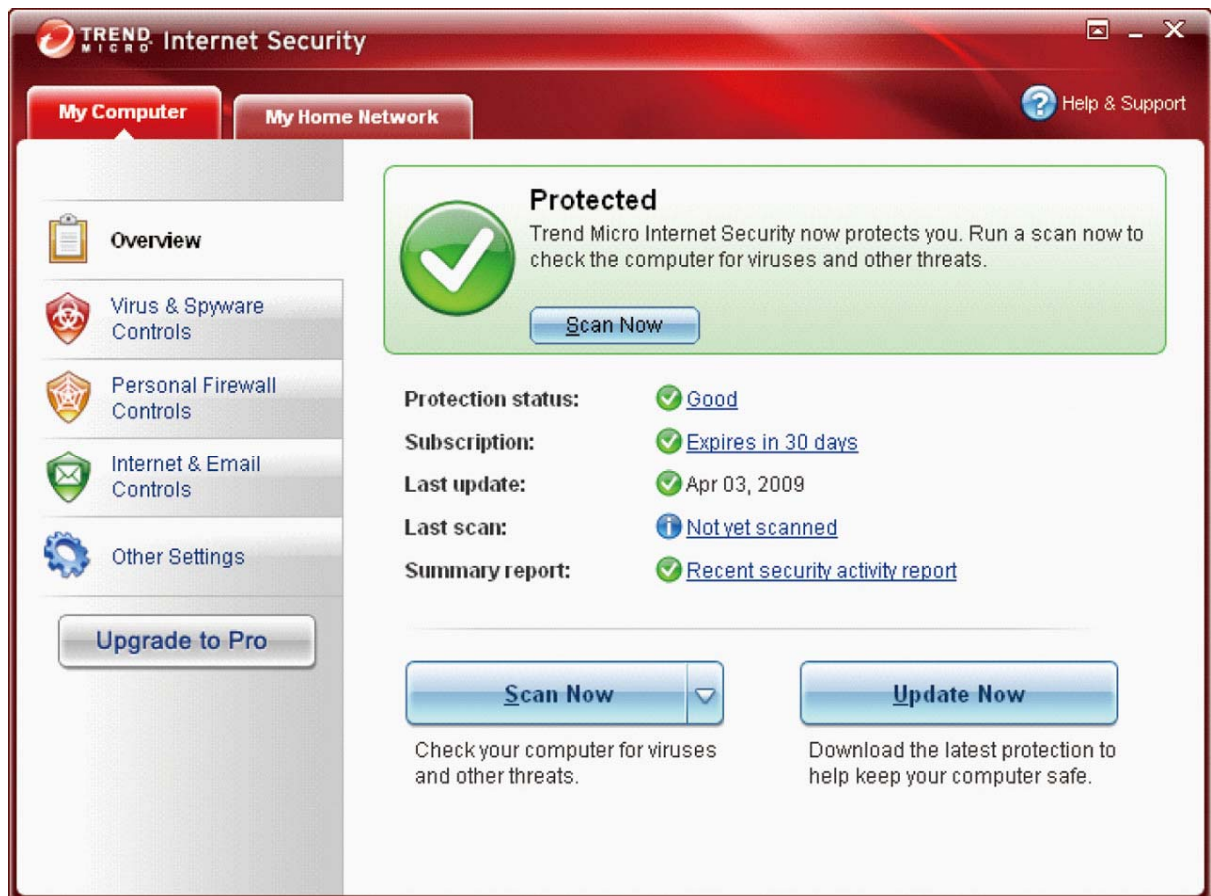 TREND MICRO Internet Security
My Computer
My Home Network
Help & Support
Overview
Virus & Spyware
Controls
Personal Firewall
Controls
Internet & Email
Controls
Other Settings
Upgrade to Pro
Protected
Trend Micro Internet Security now protects you. Run a scan now to
check the computer for viruses and other threats.
Scan Now
Protection status: Good
Subscription: Expires in 30 days
Last update: Apr 03, 2009
Last scan: Not yet scanned
Summary report: Recent security activity report
Scan Now
Check your computer for viruses
and other threats.
Update Now
Download the latest protection to
help keep your computer safe.